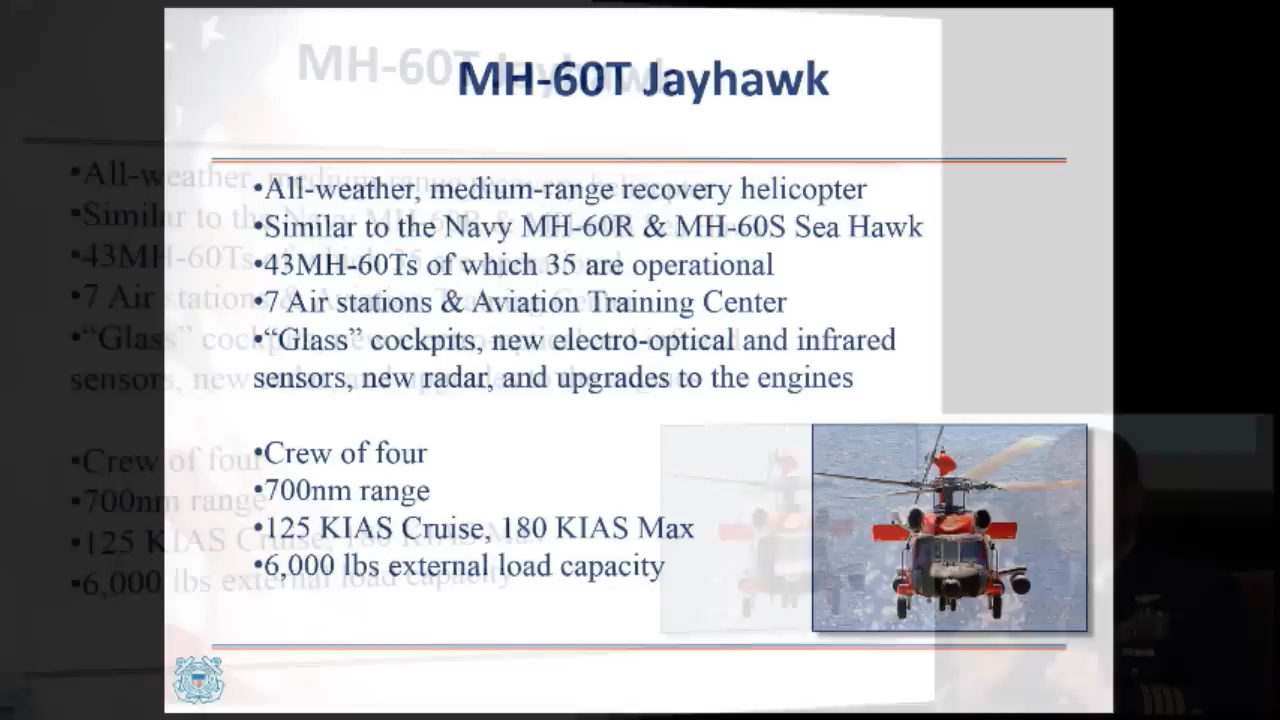 MH-60T Jayhawk
•All-weather, medium-range recovery helicopter
•Similar to the Navy MH-60R & MH-60S Sea Hawk
•43MH-60Ts of which 35 are operational
•7 Air stations & Aviation Training Center
•“Glass” cockpits, new electro-optical and infrared
sensors, new radar, and upgrades to the engines
•Crew of four
•700nm range
•125 KIAS Cruise, 180 KIAS Max
•6,000 lbs external load capacity